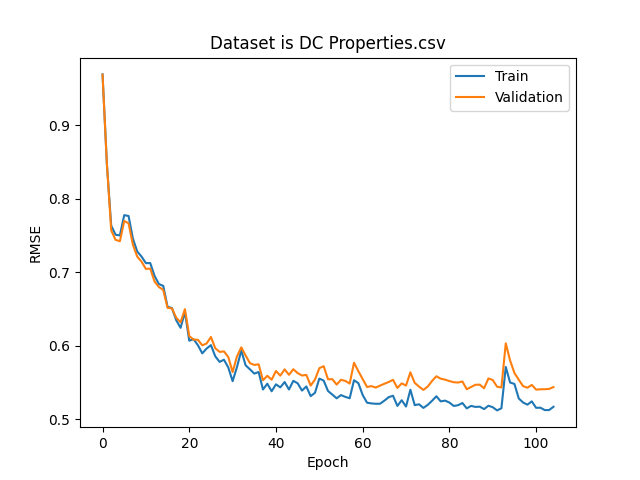 Dataset is DC Properties.csv
Train
Validation
RMSE
0.9
0.8
0.7
0.6
0.5
0 20 40 60 80 100
Epoch